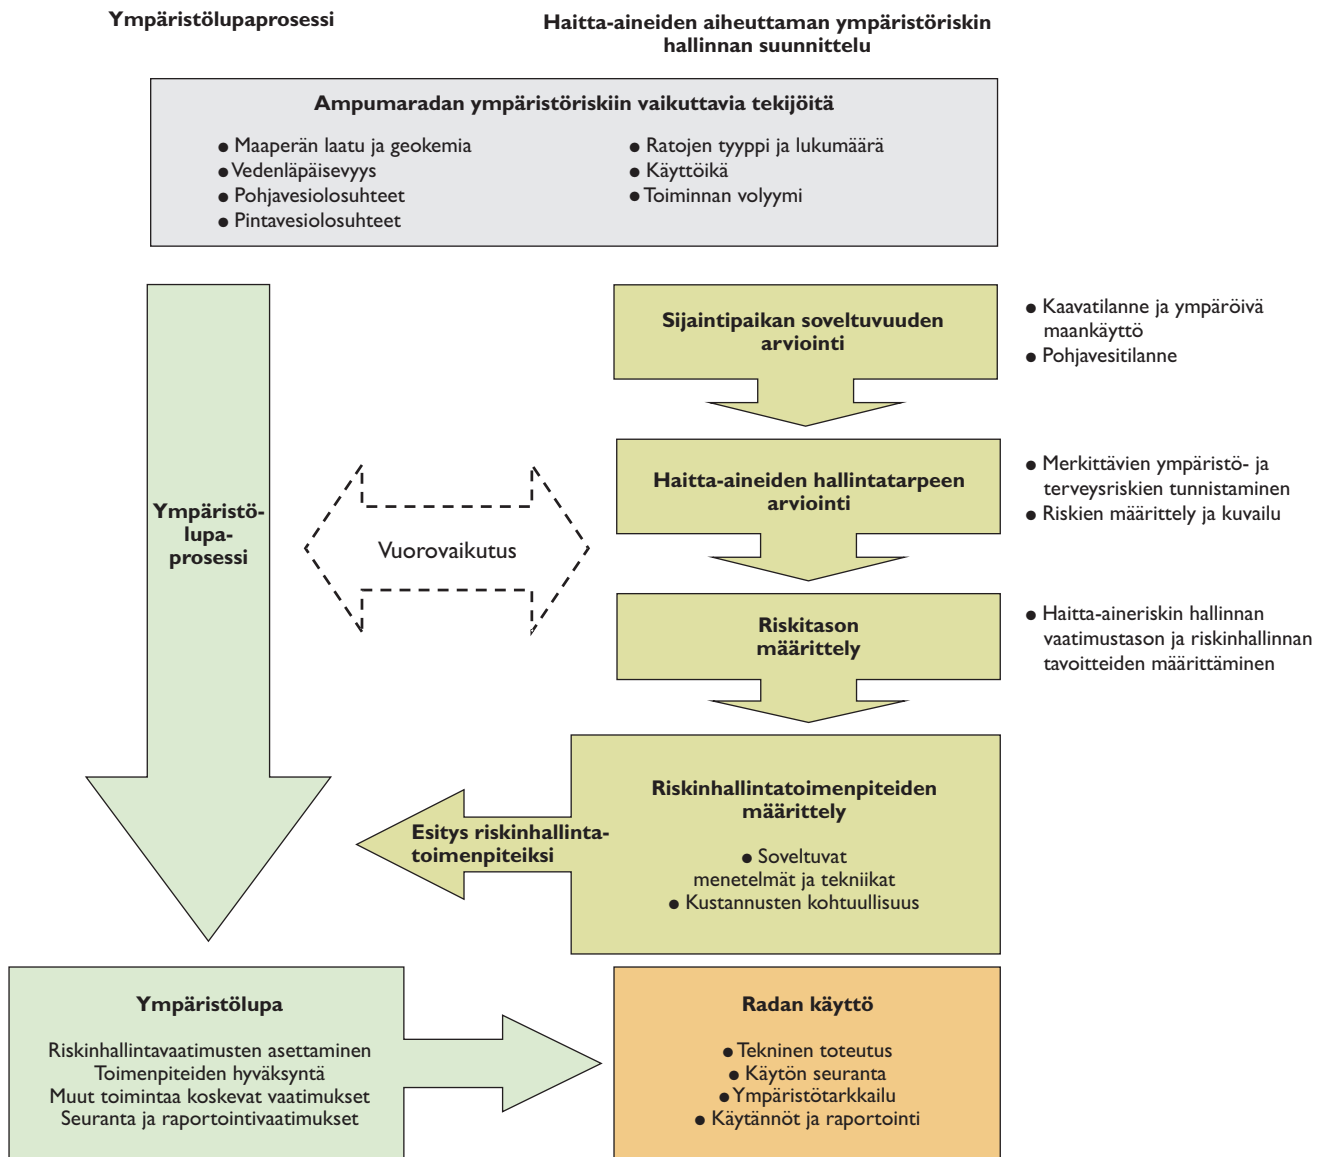 Ympäristölupaprosessi
Haitta-aineiden aiheuttaman ympäristöriskin
hallinnan suunnittelu
Ampumaradan ympäristöriskiin vaikuttavia tekijöitä
● Maaperän laatu ja geokemia
● Vedenläpäisevyys
● Pohjavesiolosuhteet
● Pintavesiolosuhteet
● Ratojen tyyppi ja lukumäärä
● Käyttöikä
● Toiminnan volyymi
Sijaintipaikan soveltuvuuden
arviointi
● Kaavatilanne ja ympäröivä
maankäyttö
● Pohjavesitilanne
Haitta-aineiden hallintatarpeen
arviointi
● Merkittävien ympäristö- ja
terveysriskien tunnistaminen
● Riskien määrittely ja kuvailu
Ympäristö-
lupa-
prosessi
Vuorovaikutus
Riskitason
määrittely
● Haitta-aineriskin hallinnan
vaatimustason ja riskinhallinnan
tavoitteiden määrittäminen
Riskinhallintatoimenpiteiden
määrittely
● Soveltuvat
menetelmät ja tekniikat
● Kustannusten kohtuullisuus
Esitys riskinhallinta-
toimenpiteiksi
Ympäristölupa
Riskinhallintavaatimusten asettaminen
Toimenpiteiden hyväksyntä
Muut toimintaa koskevat vaatimukset
Seuranta ja raportointivaatimukset
Radan käyttö
● Tekninen toteutus
● Käytön seuranta
● Ympäristötarkkailu
● Käytännöt ja raportointi